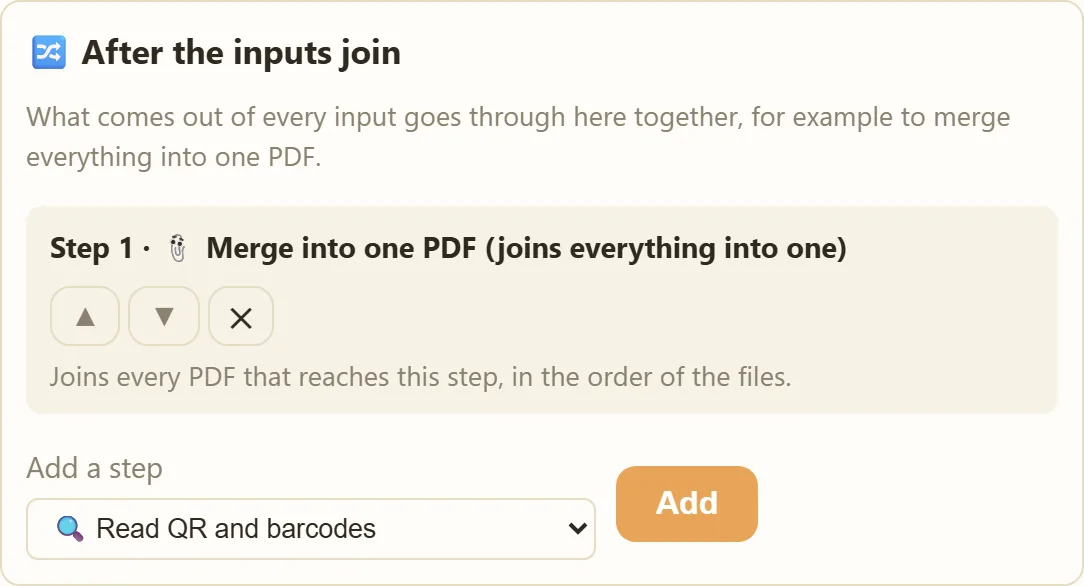 After the inputs join
What comes out of every input goes through here together, for example to merge
everything into one PDF.
Step 1 · Merge into one PDF (joins everything into one)
▲ ▼ ✕
Joins every PDF that reaches this step, in the order of the files.
Add a step
Read QR and barcodes
Add